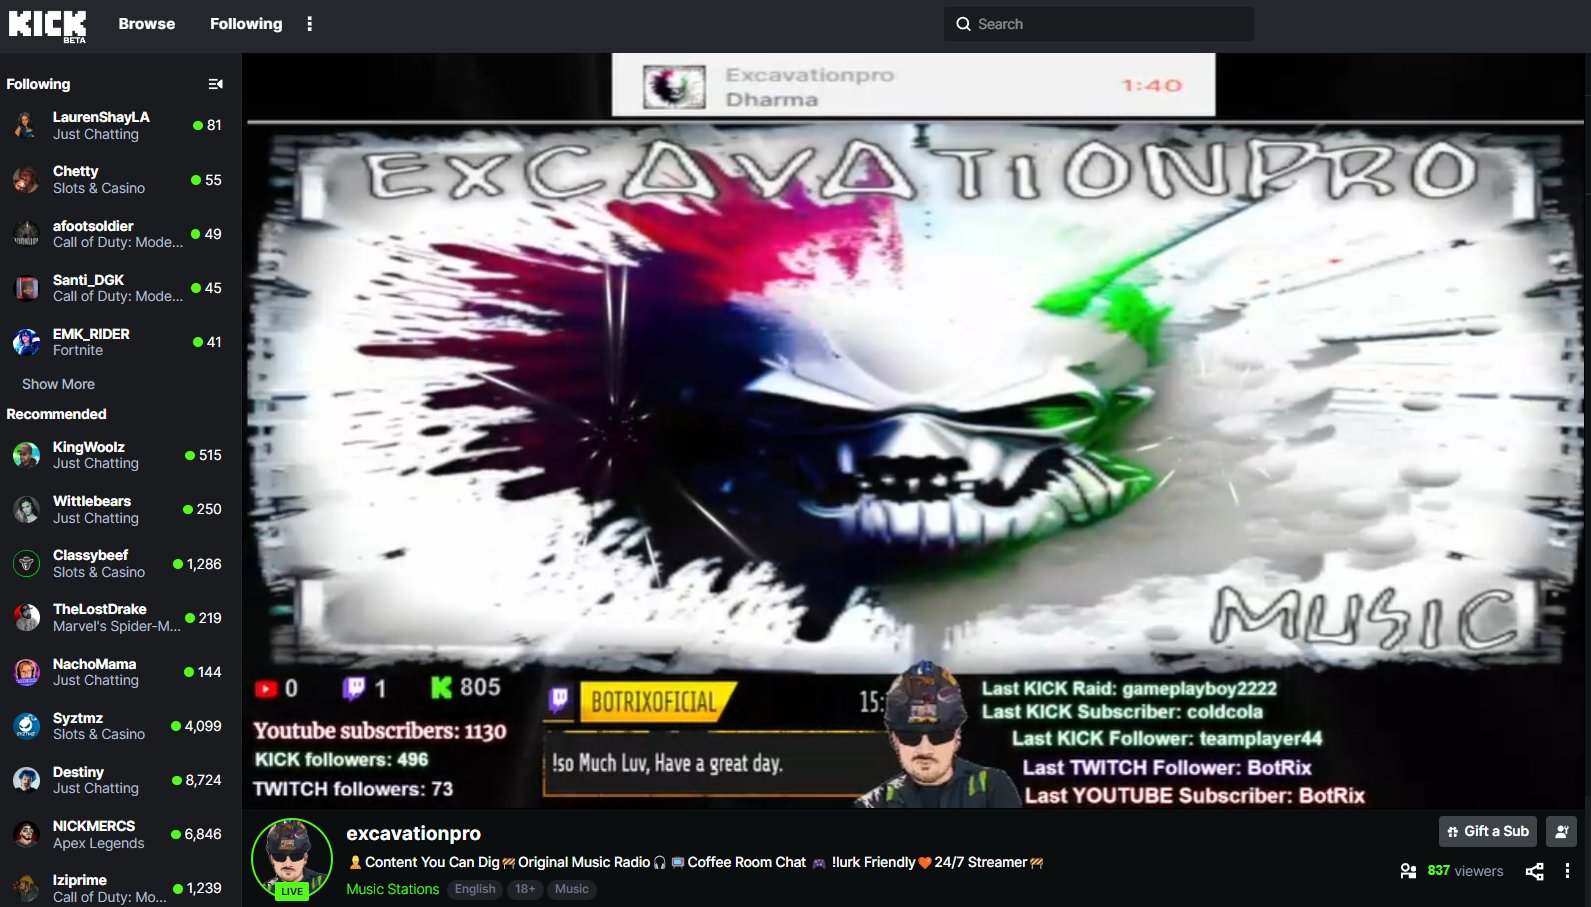 KICK
BETA
Browse
Following
Search
Following
LaurenShayLA
Just Chatting
81
Chetty
Slots & Casino
55
afootsoldier
Call of Duty: Mode...
49
Santi_DGK
Call of Duty: Mode...
45
EMK_RIDER
Fortnite
41
Show More
Recommended
KingWoolz
Just Chatting
515
Wittlebears
Just Chatting
250
Classybeef
Slots & Casino
1,286
TheLostDrake
Marvel's Spider-M...
219
NachoMama
Just Chatting
144
Syztmz
Slots & Casino
4,099
Destiny
Just Chatting
8,724
NICKMERCS
Apex Legends
6,846
Iziprime
Call of Duty: Mo...
1,239
Excavationpro
Dharma
1:40
EXCAVATIONPRO
MUSIC
0
1
805
Youtube subscribers: 1130
KICK followers: 496
TWITCH followers: 73
BOTRIXOFICIAL
15:
!so Much Luv, Have a great day.
Last KICK Raid: gameplayboy2222
Last KICK Subscriber: coldcola
Last KICK Follower: teamplayer44
Last TWITCH Follower: BotRix
Last YOUTUBE Subscriber: BotRix
LIVE
excavationpro
Content You Can Dig Original Music Radio Coffee Room Chat !lurk Friendly 24/7 Streamer
Music Stations English 18+ Music
Gift a Sub
837 viewers